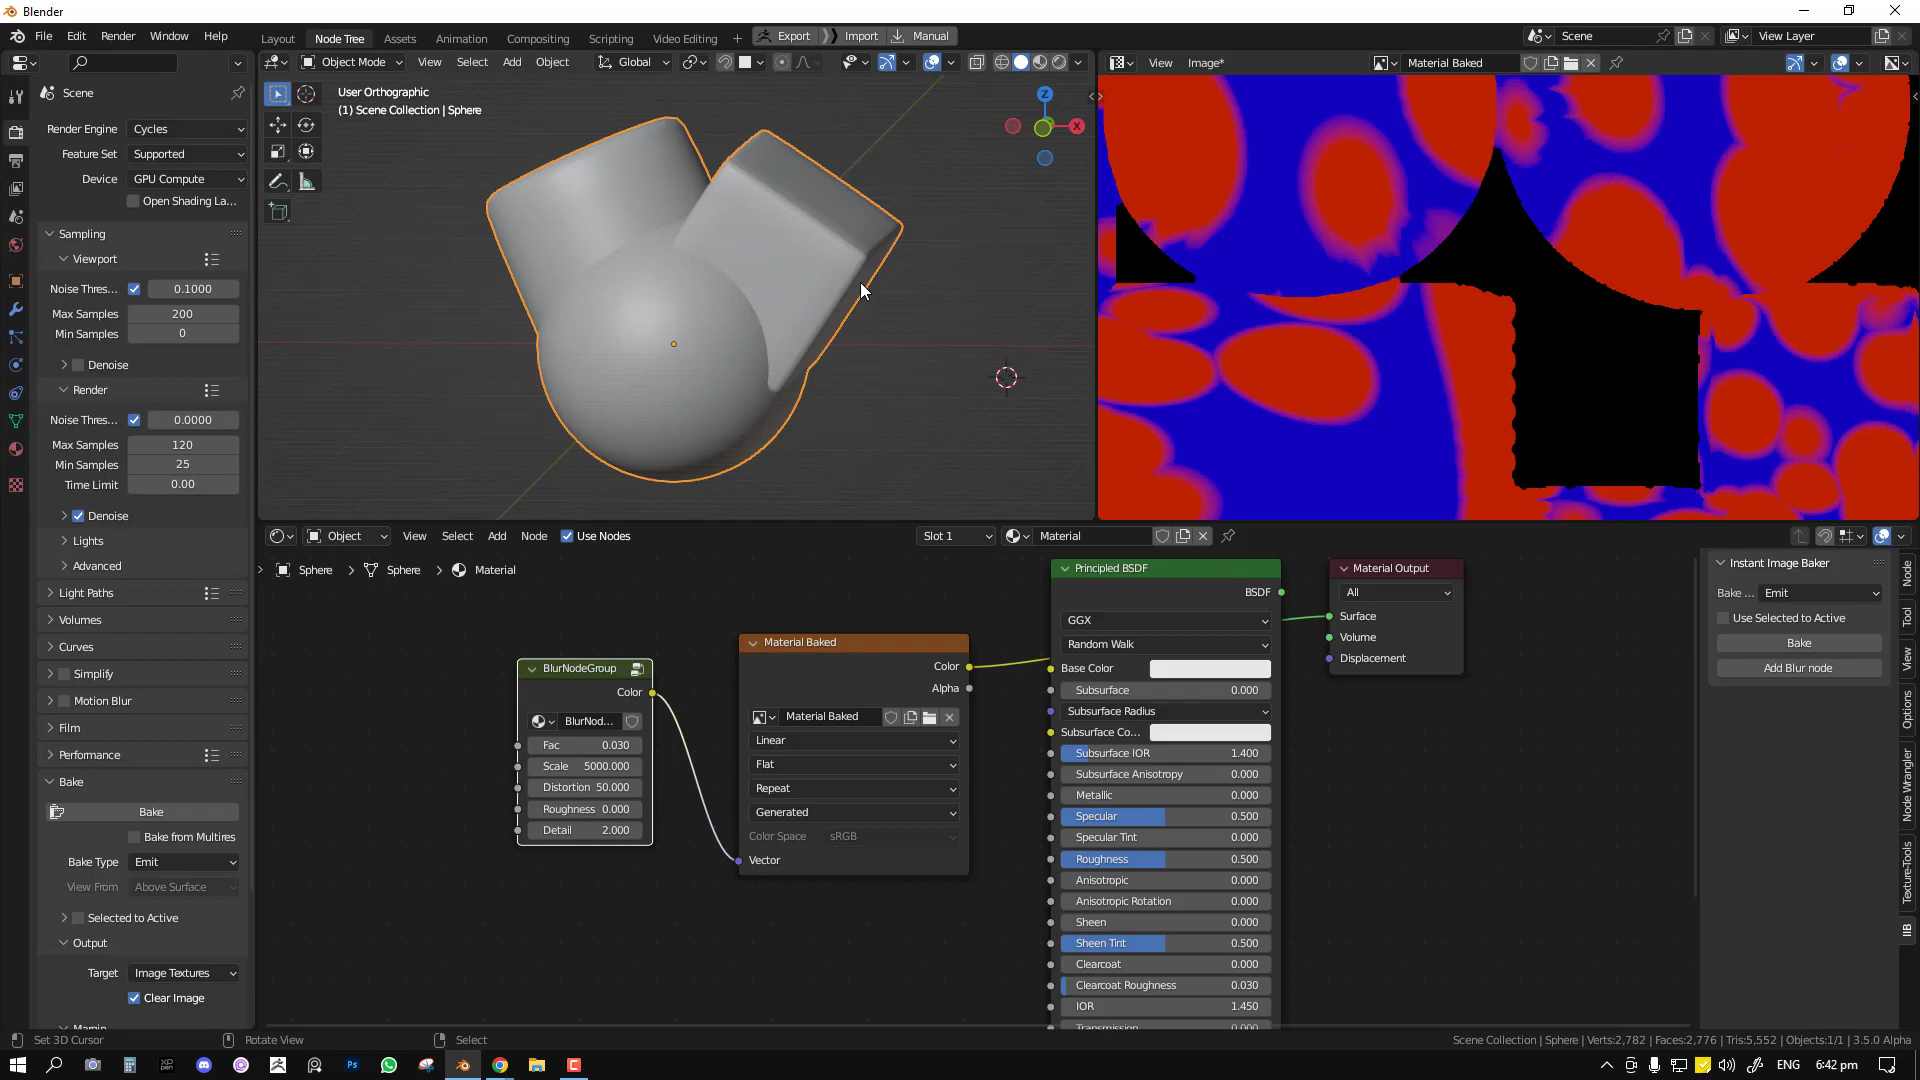 Blender
File Edit Render Window Help
Layout Node Tree Assets Animation Compositing Scripting Video Editing + Export Import Manual
Scene View Layer
Object Mode View Select Add Object Global
View Image* Material Baked
Scene
Render Engine Cycles
Feature Set Supported
Device GPU Compute
Open Shading La...
Sampling
Viewport
Noise Thres... 0.1000
Max Samples 200
Min Samples 0
Denoise
Render
Noise Thres... 0.0000
Max Samples 120
Min Samples 25
Time Limit 0.00
Denoise
Lights
Advanced
Light Paths
Volumes
Curves
Simplify
Motion Blur
Film
Performance
Bake
Bake
Bake from Multires
Bake Type Emit
View From Above Surface
Selected to Active
Output
Target Image Textures
Clear Image
Margin
User Orthographic
(1) Scene Collection | Sphere
Z
X
Object View Select Add Node Use Nodes Slot 1 Material
Sphere > Sphere > Material
BlurNodeGroup
Color
BlurNod...
Fac 0.030
Scale 5000.000
Distortion 50.000
Roughness 0.000
Detail 2.000
Material Baked
Color
Alpha
Material Baked
Linear
Flat
Repeat
Generated
Color Space sRGB
Vector
Principled BSDF
BSDF
GGX
Random Walk
Base Color
Subsurface 0.000
Subsurface Radius
Subsurface Co...
Subsurface IOR 1.400
Subsurface Anisotropy 0.000
Metallic 0.000
Specular 0.500
Specular Tint 0.000
Roughness 0.500
Anisotropic 0.000
Anisotropic Rotation 0.000
Sheen 0.000
Sheen Tint 0.500
Clearcoat 0.000
Clearcoat Roughness 0.030
IOR 1.450
Transmission 0.000
Material Output
All
Surface
Volume
Displacement
Instant Image Baker
Bake ... Emit
Use Selected to Active
Bake
Add Blur node
Node
Tool
View
Options
Node Wrangler
Texture-Tools
IIB
Set 3D Cursor Rotate View Select
Scene Collection | Sphere | Verts:2,782 | Faces:2,776 | Tris:5,552 | Objects:1/1 | 3.5.0 Alpha
ENG 6:42 pm